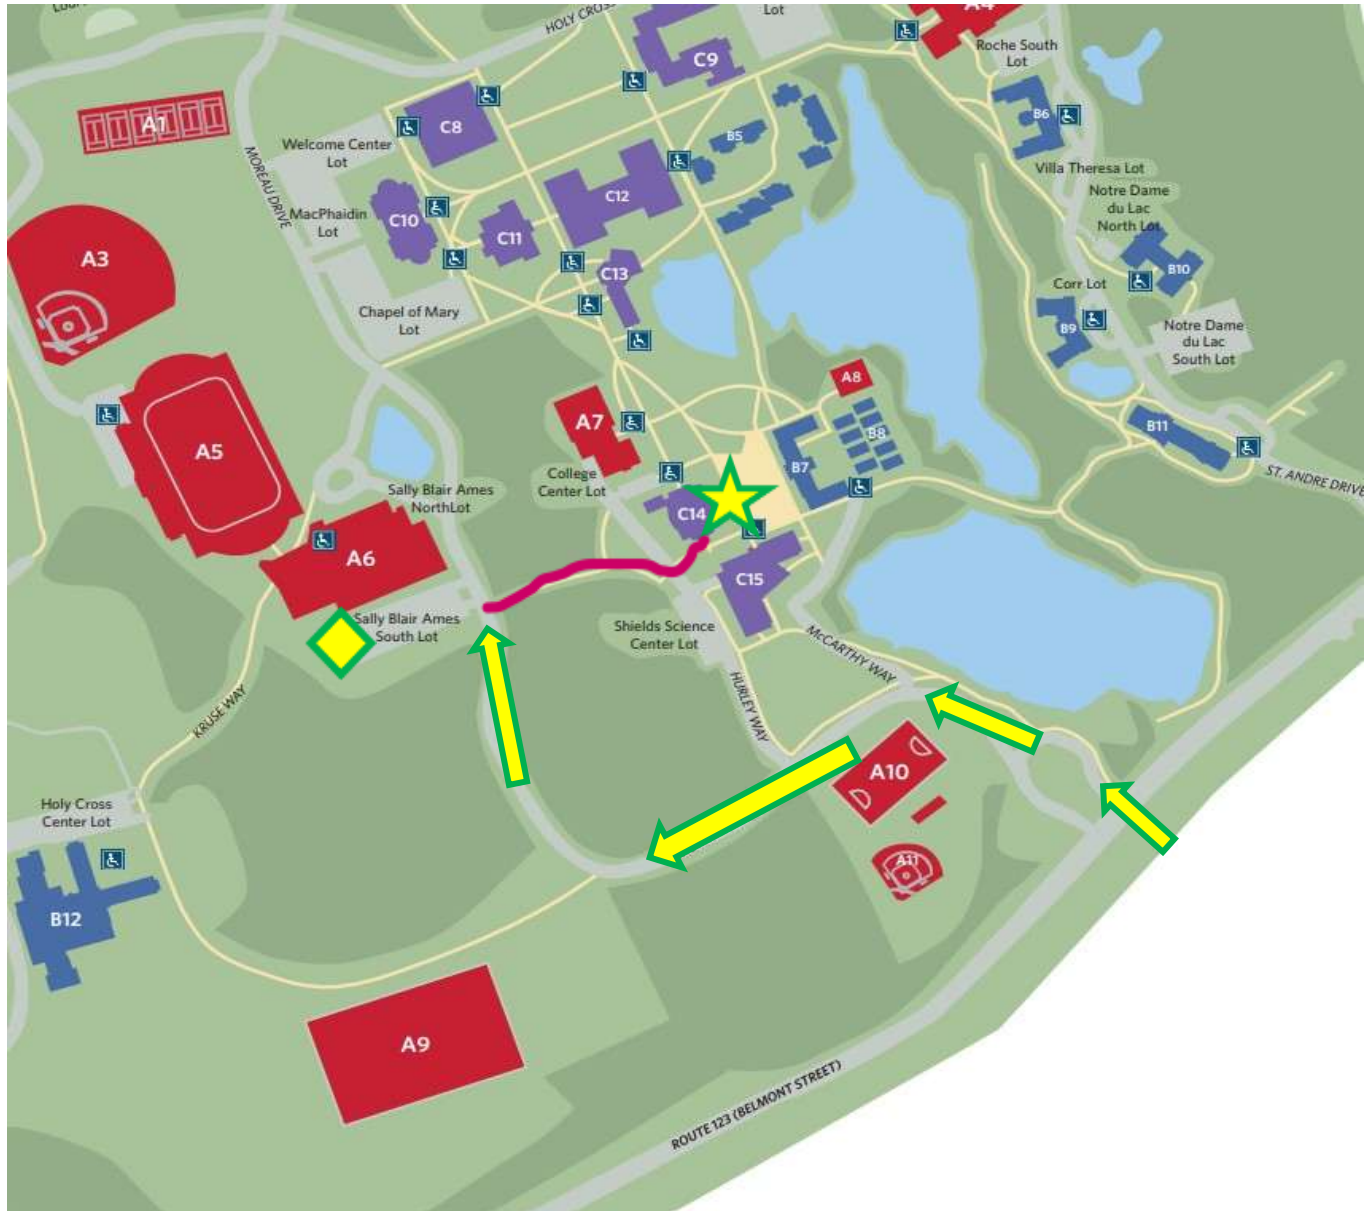 HOLY CROSS
Lot
A4
Roche South
Lot
C9
A1
C8
B6
B5
Welcome Center
Lot
MOREAU DRIVE
Villa Theresa Lot
Notre Dame
du Lac
North Lot
C12
MacPhaidin
Lot
C10
C11
A3
C13
B10
Corr Lot
Chapel of Mary
Lot
B9
Notre Dame
du Lac
South Lot
A8
A7
B8
B11
A5
B7
College
Center Lot
ST. ANDRE DRIVE
Sally Blair Ames
NorthLot
C14
A6
C15
Sally Blair Ames
South Lot
Shields Science
Center Lot
McCARTHY WAY
KRUSE WAY
HURLEY WAY
A10
Holy Cross
Center Lot
A11
B12
A9
ROUTE 123 (BELMONT STREET)